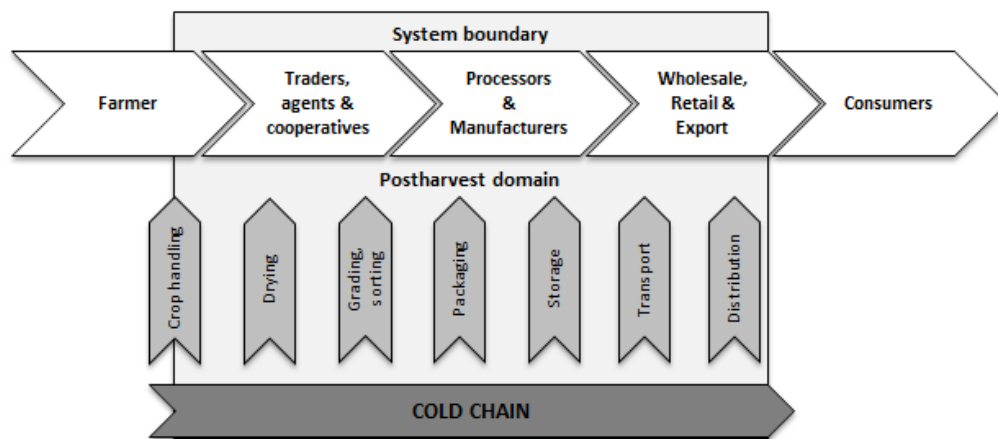 System boundary
Farmer
Traders,
agents &
cooperatives
Processors
&
Manufacturers
Wholesale,
Retail &
Export
Consumers
Postharvest domain
Crop handling
Drying
Grading,
sorting
Packaging
Storage
Transport
Distribution
COLD CHAIN